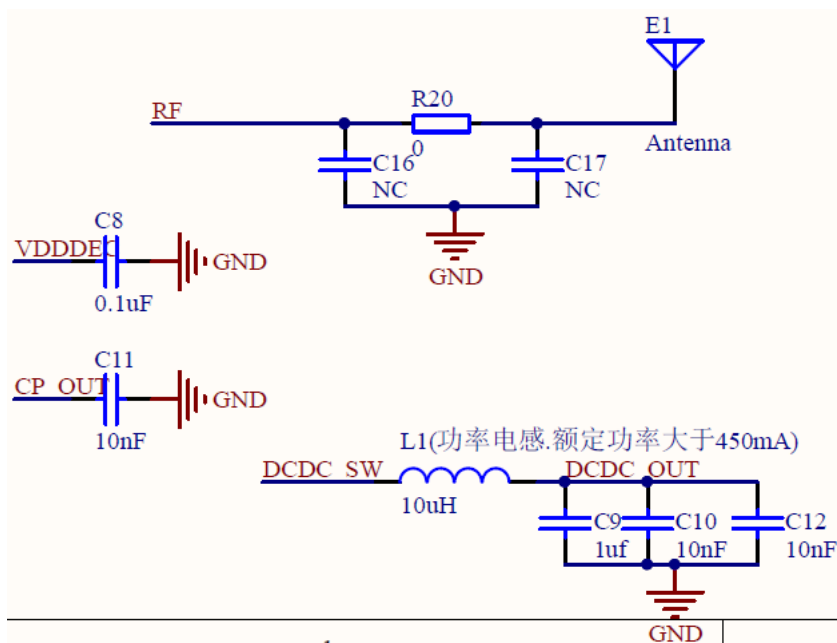 E1
RF
R20
0
C16
NC
C17
NC
Antenna
GND
C8
VDDDEC
GND
0.1uF
C11
CP_OUT
GND
10nF
L1(功率电感.额定功率大于450mA)
DCDC_SW
DCDC_OUT
10uH
C9
1uf
C10
10nF
C12
10nF
GND